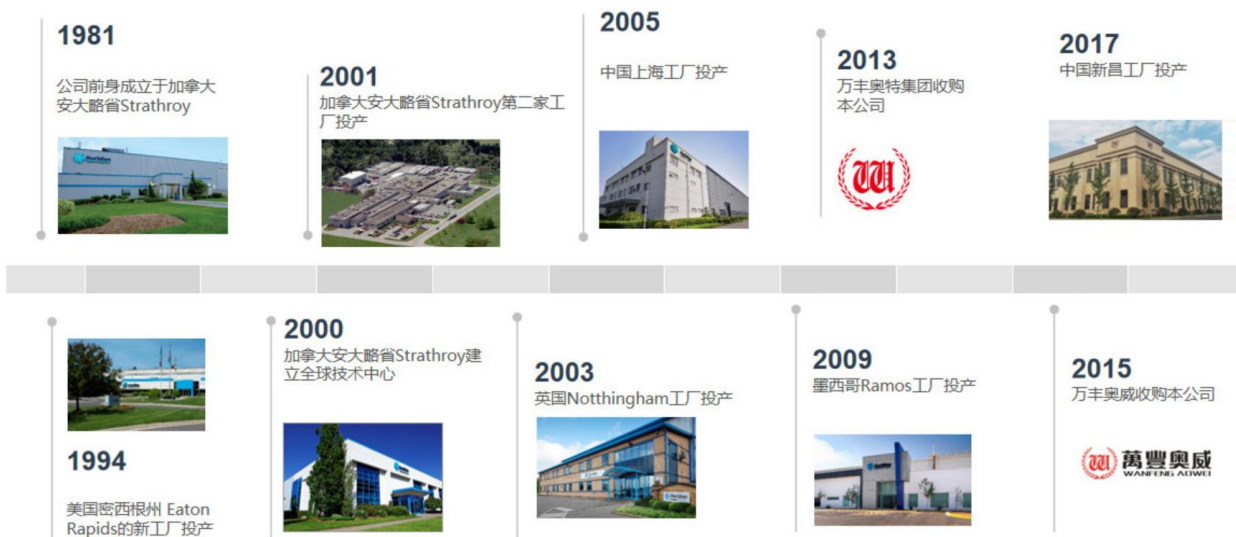 1981
公司前身成立于加拿大
安大略省Strathroy
Meridian
2001
加拿大安大略省Strathroy第二家工
厂投产
2005
中国上海工厂投产
2013
万丰奥特集团收购
本公司
2017
中国新昌工厂投产
1994
美国密西根州 Eaton
Rapids的新工厂投产
2000
加拿大安大略省Strathroy建
立全球技术中心
2003
英国Notthingham工厂投产
Meridian
2009
墨西哥Ramos工厂投产
2015
万丰奥威收购本公司
萬豐奥威
WANFENG AOWEI